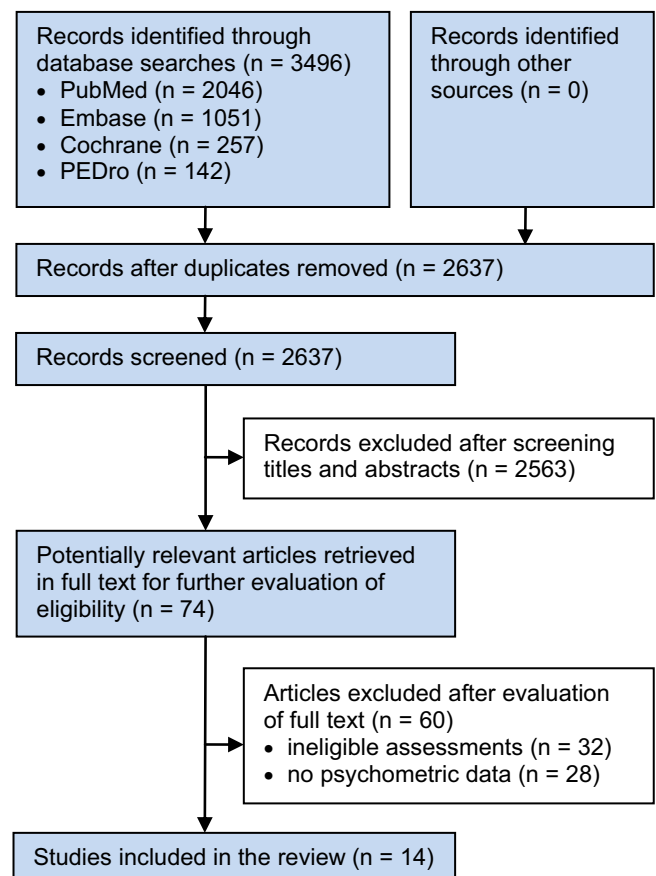 Records identified through
database searches (n = 3496)
• PubMed (n = 2046)
• Embase (n = 1051)
• Cochrane (n = 257)
• PEDro (n = 142)
Records identified
through other
sources (n = 0)
Records after duplicates removed (n = 2637)
Records screened (n = 2637)
Records excluded after screening
titles and abstracts (n = 2563)
Potentially relevant articles retrieved
in full text for further evaluation of
eligibility (n = 74)
Articles excluded after evaluation
of full text (n = 60)
• ineligible assessments (n = 32)
• no psychometric data (n = 28)
Studies included in the review (n = 14)